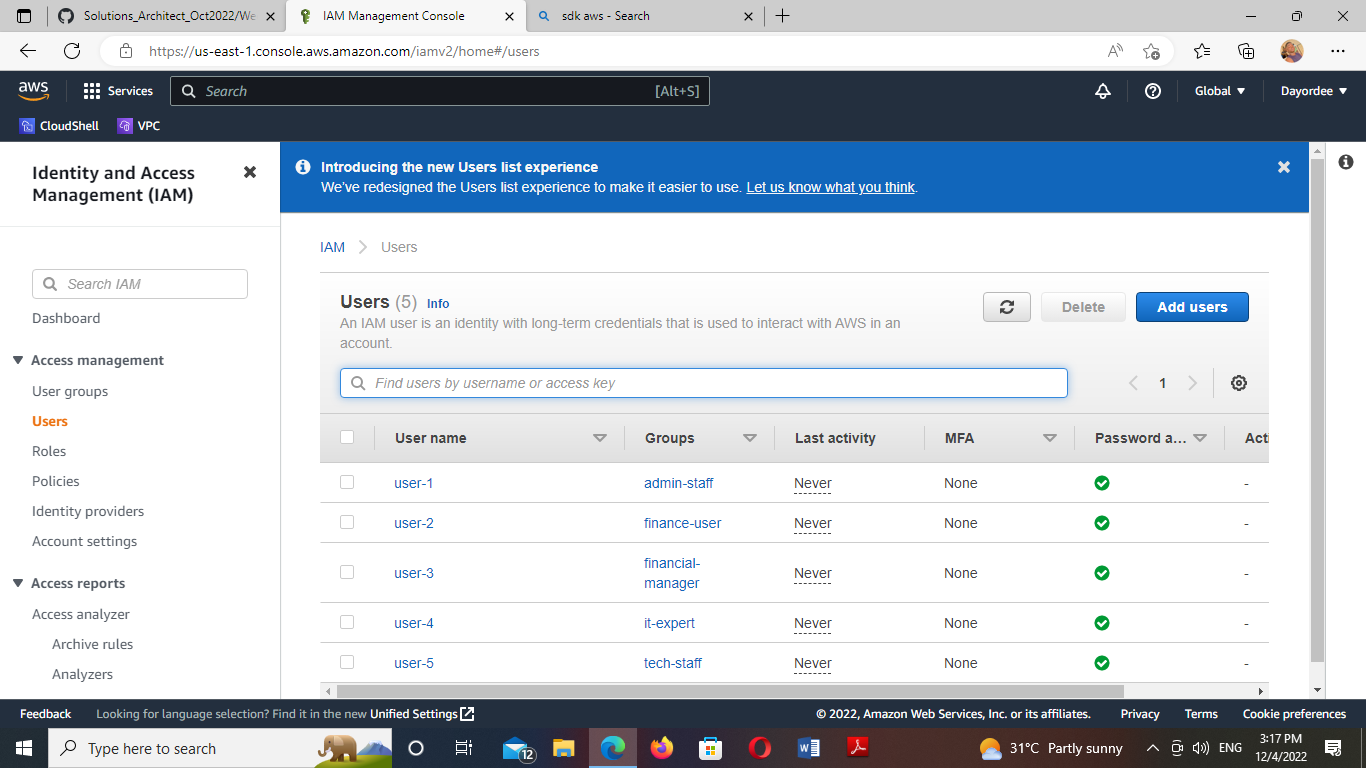 Solutions_Architect_Oct2022/We
IAM Management Console
sdk aws - Search
https://us-east-1.console.aws.amazon.com/iamv2/home#/users
aws
Services
Search
[Alt+S]
Global
Dayordee
CloudShell
VPC
Identity and Access
Management (IAM)
Search IAM
Dashboard
Access management
User groups
Users
Roles
Policies
Identity providers
Account settings
Access reports
Access analyzer
Archive rules
Analyzers
Introducing the new Users list experience
We've redesigned the Users list experience to make it easier to use. Let us know what you think.
IAM Users
Users (5) Info
An IAM user is an identity with long-term credentials that is used to interact with AWS in an
account.
Delete
Add users
Find users by username or access key
1
User name Groups Last activity MFA Password a... Acti
user-1 admin-staff Never None -
user-2 finance-user Never None -
user-3 financial-
manager Never None -
user-4 it-expert Never None -
user-5 tech-staff Never None -
Feedback
Looking for language selection? Find it in the new Unified Settings
© 2022, Amazon Web Services, Inc. or its affiliates.
Privacy
Terms
Cookie preferences
Type here to search
12
31°C Partly sunny
ENG
3:17 PM
12/4/2022